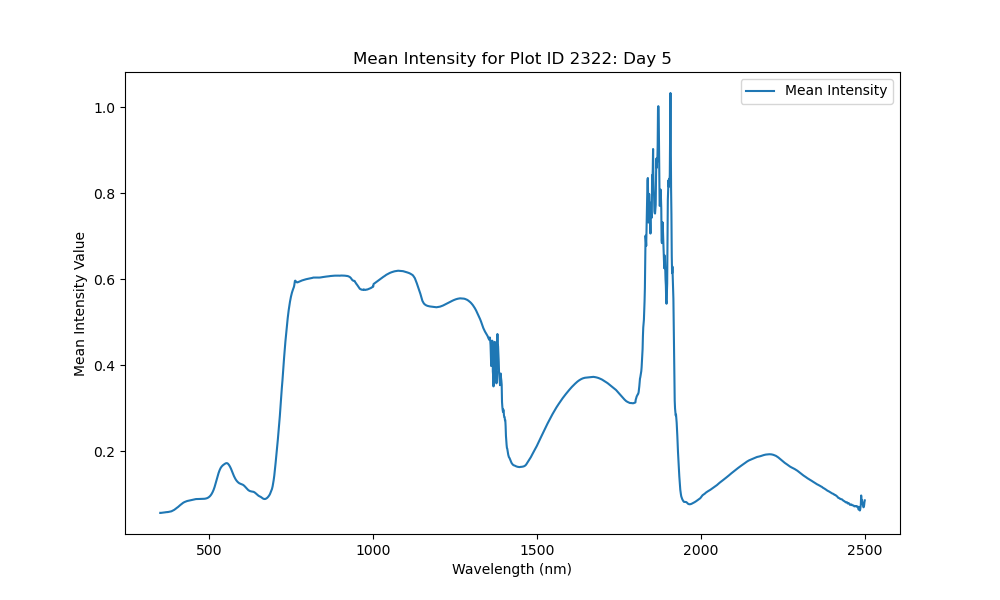 Mean Intensity for Plot ID 2322: Day 5
Mean Intensity
Mean Intensity Value
1.0
0.8
0.6
0.4
0.2
500
1000
1500
2000
2500
Wavelength (nm)